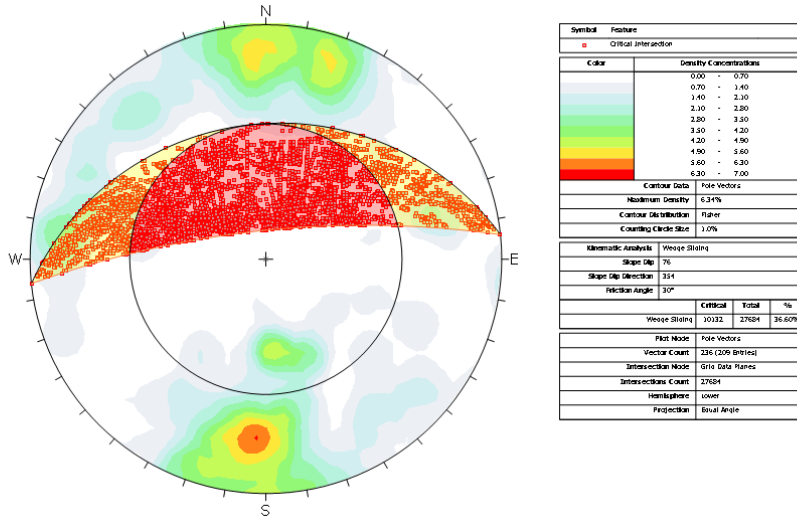 N
W
E
S
Symbol Feature
Critical Intersection
Color Density Concentrations
0.00 - 0.70
0.70 - 1.40
1.40 - 2.10
2.10 - 2.80
2.80 - 3.50
3.50 - 4.20
4.20 - 4.90
4.90 - 5.60
5.60 - 6.30
6.30 - 7.00
Contour Data Pole Vectors
Maximum Density 6.34%
Contour Distribution Fisher
Counting Circle Size 1.0%
Kinematic Analysis Wedge Sliding
Slope Dip 76
Slope Dip Direction 354
Friction Angle 30°
Critical Total %
Wedge Sliding 10132 27684 36.60%
Plot Mode Pole Vectors
Vector Count 236 (209 Entries)
Intersection Mode Grid Data Planes
Intersections Count 27684
Hemisphere Lower
Projection Equal Angle